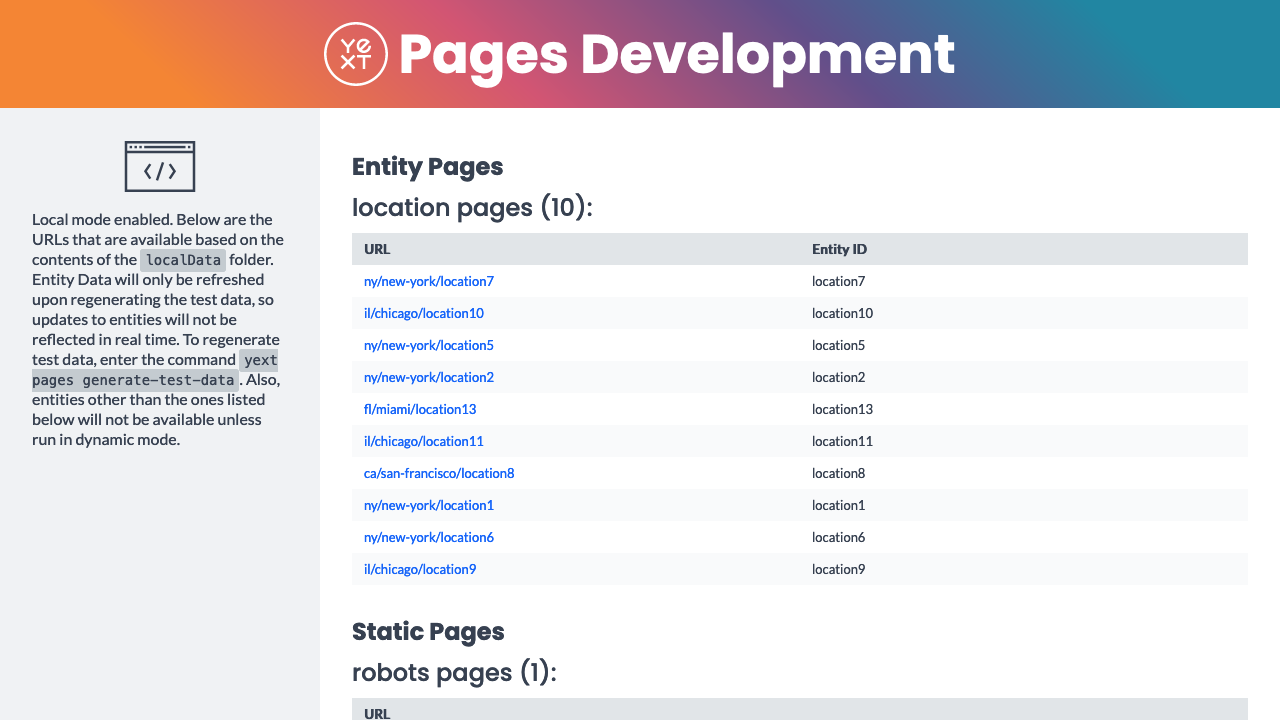 YEXT Pages Development
Local mode enabled. Below are the
URLs that are available based on the
contents of the localData folder.
Entity Data will only be refreshed
upon regenerating the test data, so
updates to entities will not be
reflected in real time. To regenerate
test data, enter the command yext
pages generate-test-data. Also,
entities other than the ones listed
below will not be available unless
run in dynamic mode.
Entity Pages
location pages (10):
URL Entity ID
ny/new-york/location7 location7
il/chicago/location10 location10
ny/new-york/location5 location5
ny/new-york/location2 location2
fl/miami/location13 location13
il/chicago/location11 location11
ca/san-francisco/location8 location8
ny/new-york/location1 location1
ny/new-york/location6 location6
il/chicago/location9 location9
Static Pages
robots pages (1):
URL